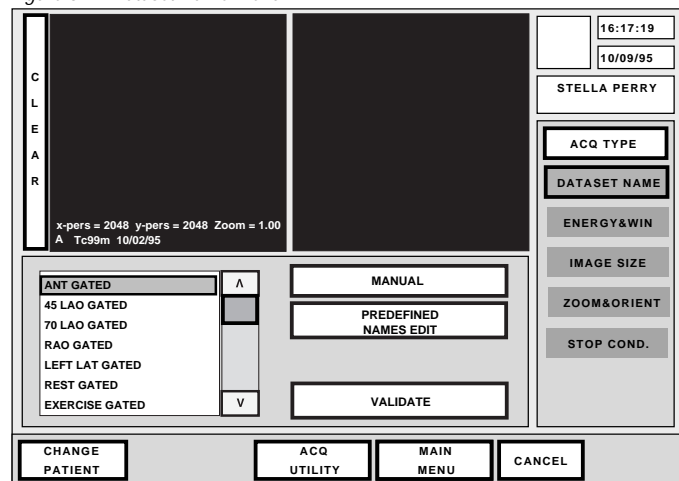 16:17:19
10/09/95
C
L
E
A
R
STELLA PERRY
ACQ TYPE
DATASET NAME
ENERGY&WIN
IMAGE SIZE
ZOOM&ORIENT
STOP COND.
x-pers = 2048 y-pers = 2048 Zoom = 1.00
A Tc99m 10/02/95
ANT GATED
45 LAO GATED
70 LAO GATED
RAO GATED
LEFT LAT GATED
REST GATED
EXERCISE GATED
Λ
V
MANUAL
PREDEFINED
NAMES EDIT
VALIDATE
CHANGE
PATIENT
ACQ
UTILITY
MAIN
MENU
CANCEL